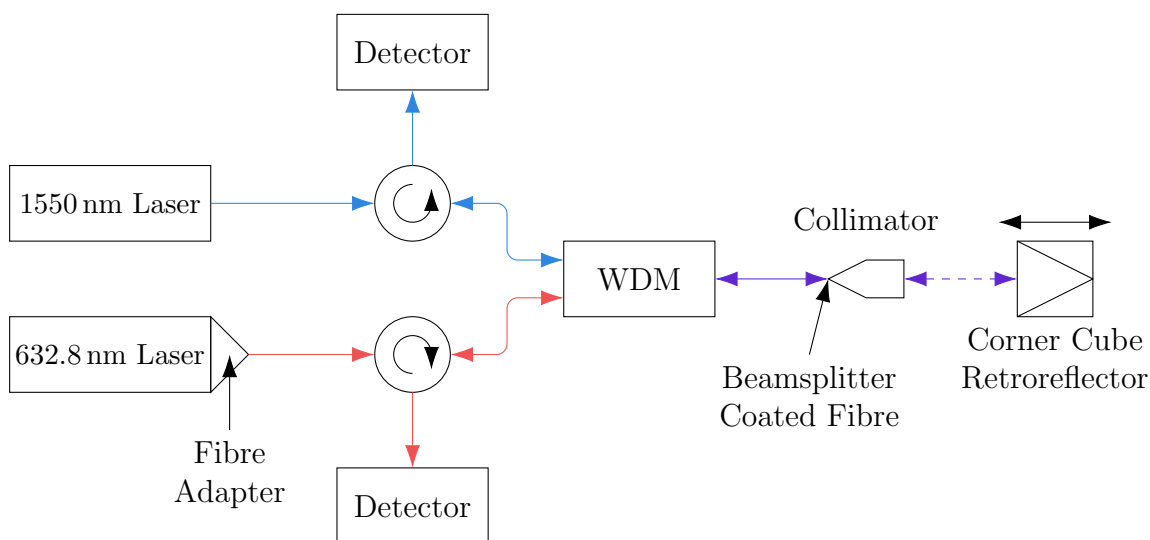 Detector
1550 nm Laser
Collimator
WDM
632.8 nm Laser
Corner Cube
Retroreflector
Beamsplitter
Coated Fibre
Fibre
Adapter
Detector